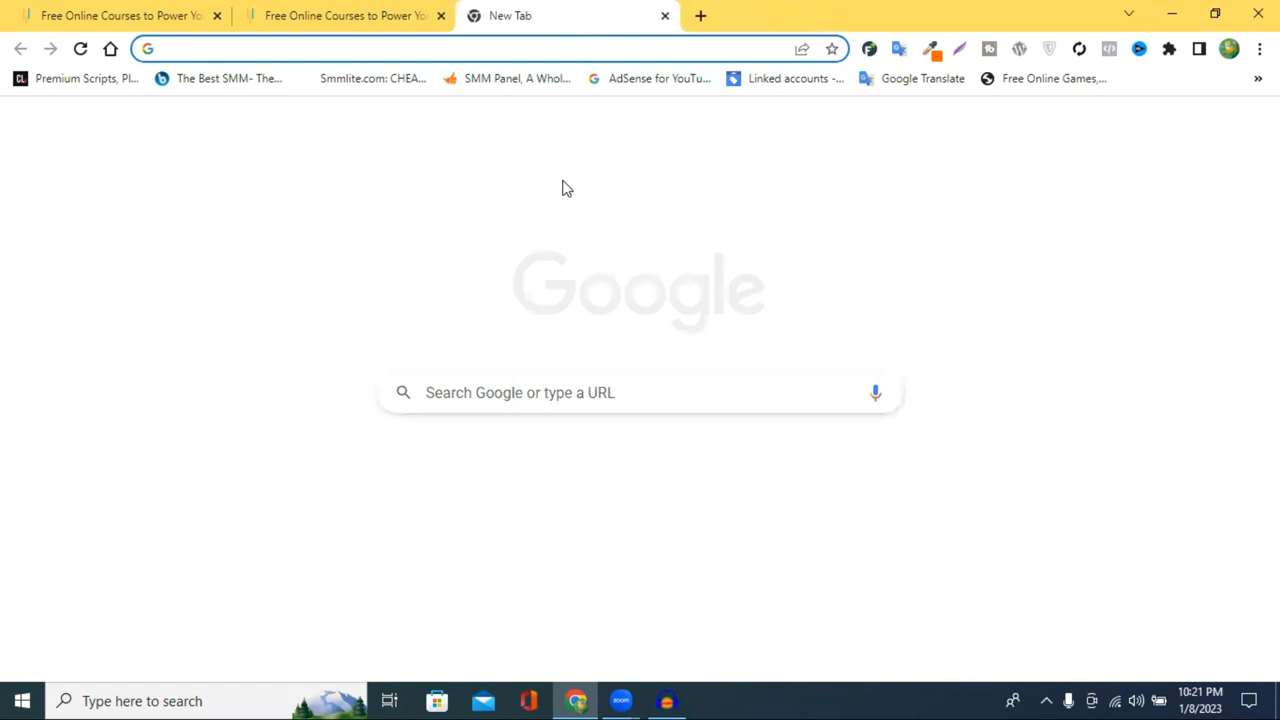 Free Online Courses to Power Yo
Free Online Courses to Power Yo
New Tab
Premium Scripts, Pl...
The Best SMM- The...
Smmlite.com: CHEA...
SMM Panel, A Whol...
AdSense for YouTu...
Linked accounts -...
Google Translate
Free Online Games,...
Google
Search Google or type a URL
Type here to search
zoom
10:21 PM
1/8/2023